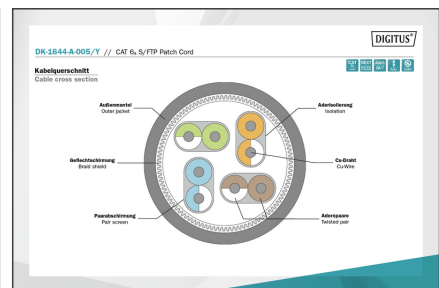 DIGITUS®
DK-1644-A-005/Y // CAT 6A S/FTP Patch Cord
Kabelquerschnitt
Cable cross section
Außenmantel
Outer jacket
Aderisolierung
Isolation
Geflechtschirmung
Braid shield
Cu-Draht
Cu-Wire
Paarabschirmung
Pair screen
Adernpaare
Twisted pair